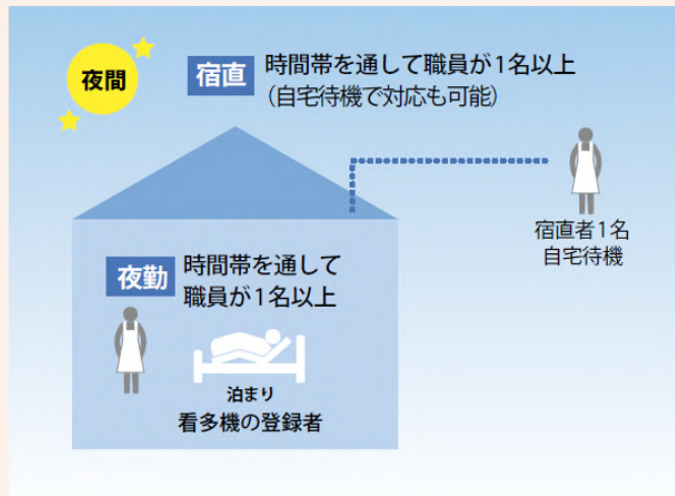 夜間
宿直
時間帯を通して職員が1名以上
（自宅待機で対応も可能）
宿直者1名
自宅待機
夜勤
時間帯を通して
職員が1名以上
泊まり
看多機の登録者